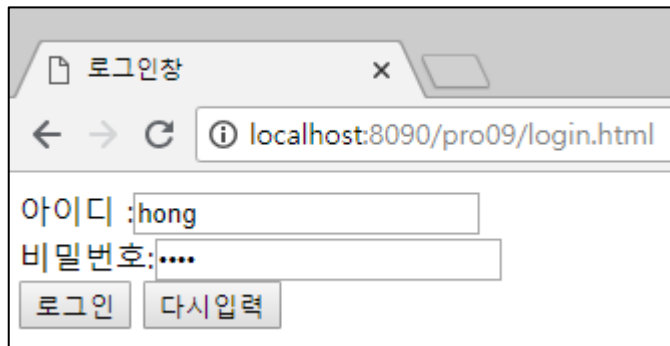 로그인창
localhost:8090/pro09/login.html
아이디 :hong
비밀번호:••••
로그인 다시입력